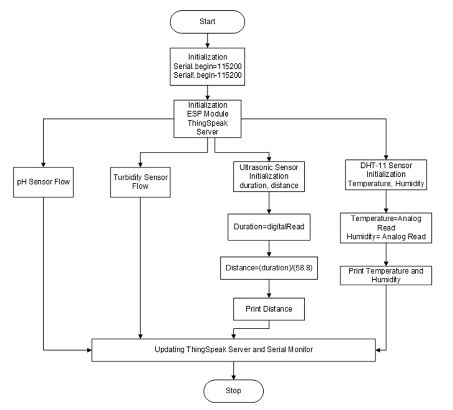 Start
Initialization
Serial.begin=115200
Serial1.begin-115200
Initialization
ESP Module
ThingSpeak
Server
pH Sensor Flow
Turbidity Sensor
Flow
Ultrasonic Sensor
Initialization
duration, distance
DHT-11 Sensor
Initialization
Temperature, Humidity
Duration=digitalRead
Temperature=Analog
Read
Humidity= Analog Read
Distance=(duration)/(58.8)
Print Temperature and
Humidity
Print Distance
Updating ThingSpeak Server and Serial Monitor
Stop